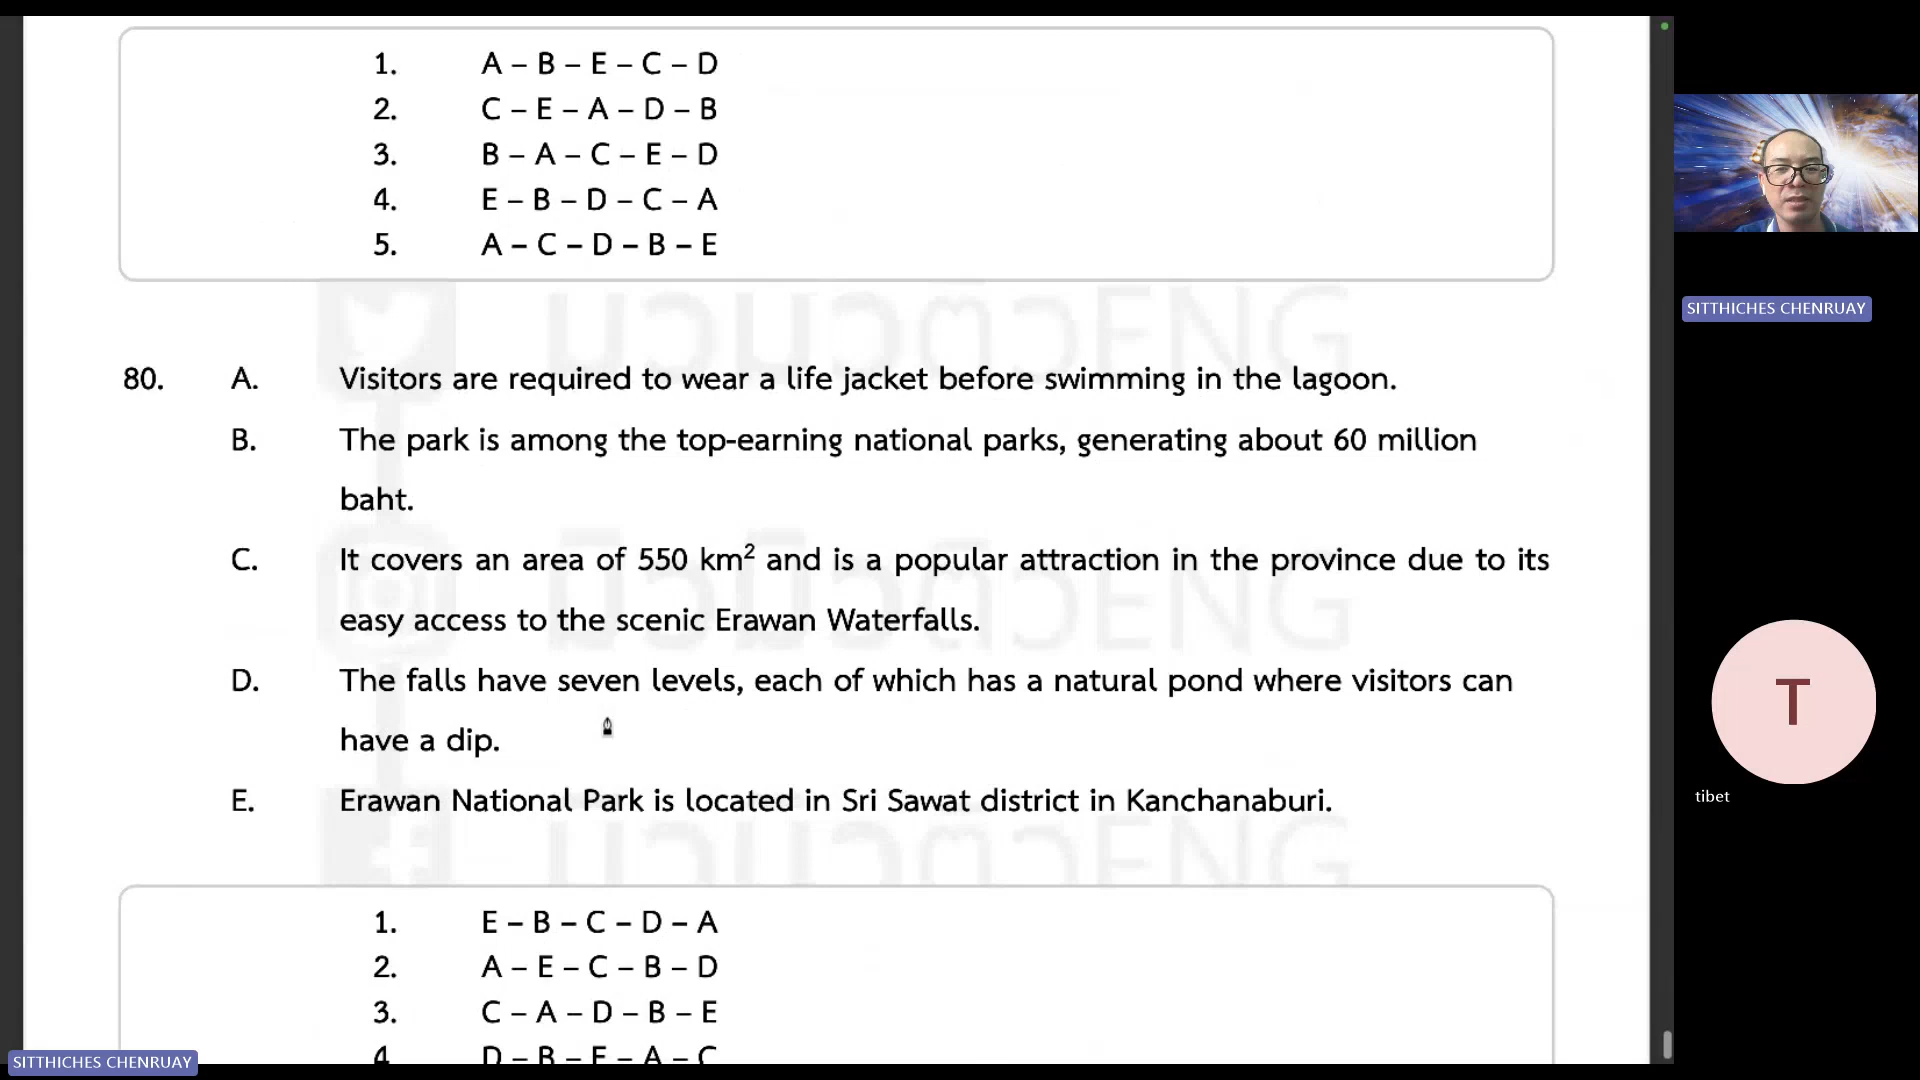 1. A – B – E – C – D
2. C – E – A – D – B
3. B – A – C – E – D
4. E – B – D – C – A
5. A – C – D – B – E
SITTHICHES CHENRUAY
80. A. Visitors are required to wear a life jacket before swimming in the lagoon.
B. The park is among the top-earning national parks, generating about 60 million
baht.
C. It covers an area of 550 km² and is a popular attraction in the province due to its
easy access to the scenic Erawan Waterfalls.
D. The falls have seven levels, each of which has a natural pond where visitors can
have a dip.
E. Erawan National Park is located in Sri Sawat district in Kanchanaburi.
T
tibet
1. E – B – C – D – A
2. A – E – C – B – D
3. C – A – D – B – E
4. D – B – E – A – C
SITTHICHES CHENRUAY